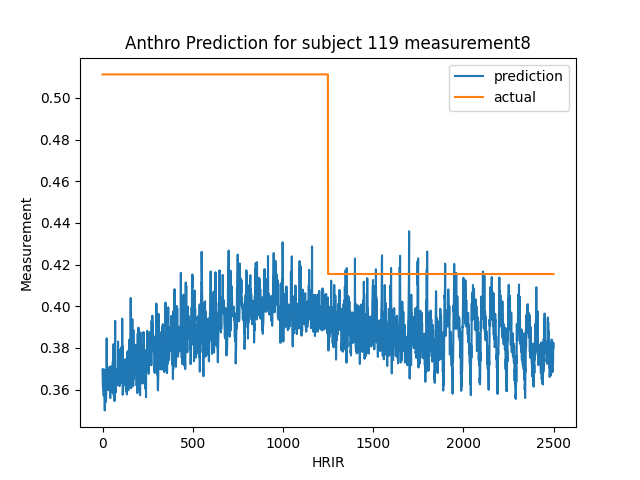 Anthro Prediction for subject 119 measurement8
prediction
actual
Measurement
0.50
0.48
0.46
0.44
0.42
0.40
0.38
0.36
0
500
1000
1500
2000
2500
HRIR